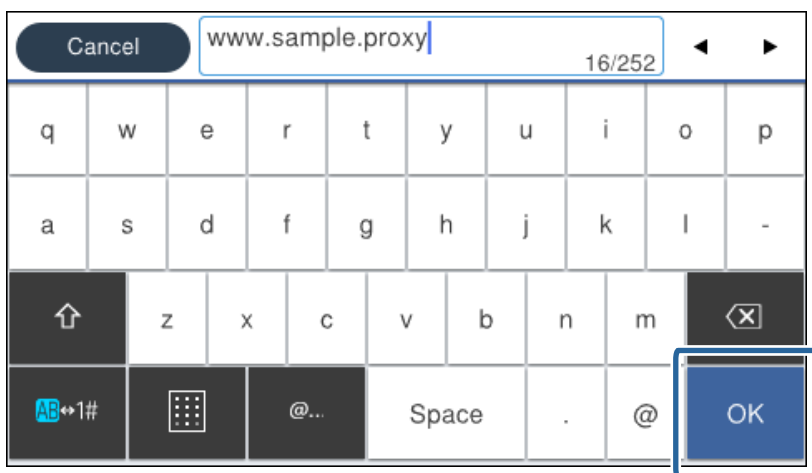 Cancel
www.sample.proxy
16/252
q w e r t y u i o p
a s d f g h j k l -
z x c v b n m
AB↔1# @... Space . @ OK